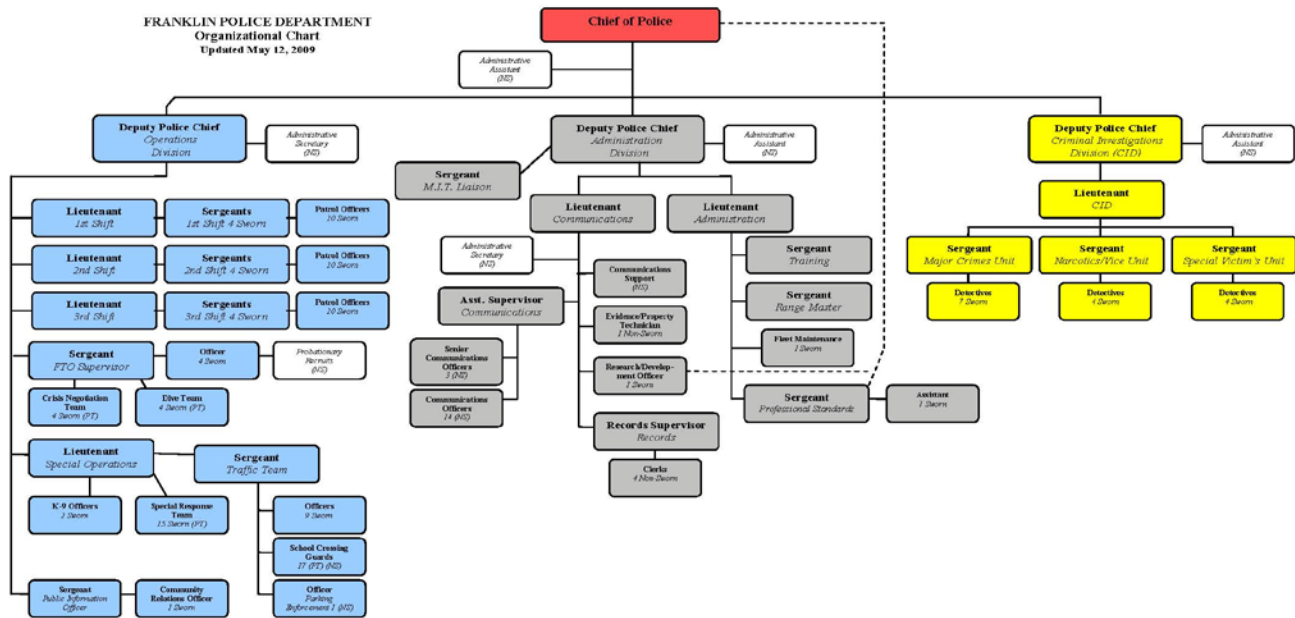 FRANKLIN POLICE DEPARTMENT
Organizational Chart
Updated May 12, 2009
Chief of Police
Administrative
Assistant
(NS)
Deputy Police Chief
Operations
Division
Administrative
Secretary
(NS)
Deputy Police Chief
Administration
Division
Administrative
Assistant
(NS)
Deputy Police Chief
Criminal Investigations
Division (CID)
Administrative
Assistant
(NS)
Sergeant
M.I.T. Liaison
Lieutenant
1st Shift
Sergeants
1st Shift 4 Sworn
Patrol Officers
10 Sworn
Lieutenant
2nd Shift
Sergeants
2nd Shift 4 Sworn
Patrol Officers
10 Sworn
Lieutenant
3rd Shift
Sergeants
3rd Shift 4 Sworn
Patrol Officers
10 Sworn
Sergeant
FTO Supervisor
Officer
4 Sworn
Probationary
Recruits
(NS)
Crisis Negotiation
Team
4 Sworn (PT)
Dive Team
4 Sworn (PT)
Lieutenant
Special Operations
Sergeant
Traffic Team
K-9 Officers
Sworn
Special Response
Team
15 Sworn (PT)
Officers
9 Sworn
School Crossing
Guards
17 (PT) (NS)
Officer
Parking
Enforcement 1 (NS)
Sergeant
Public Information
Officer
Community
Relations Officer
1 Sworn
Lieutenant
Communications
Lieutenant
Administration
Administrative
Secretary
(NS)
Asst. Supervisor
Communications
Senior
Communications
Officers
3 (NS)
Communications
Officers
14 (NS)
Communications
Support
(NS)
Evidence/Property
Technician
1 Non-Sworn
Research/Develop-
ment Officer
1 Sworn
Records Supervisor
Records
Clerks
4 Non-Sworn
Sergeant
Training
Sergeant
Range Master
Fleet Maintenance
1 Sworn
Sergeant
Professional Standards
Assistant
1 Sworn
Lieutenant
CID
Sergeant
Major Crimes Unit
Sergeant
Narcotics/Vice Unit
Sergeant
Special Victim's Unit
Detectives
7 Sworn
Detectives
4 Sworn
Detectives
4 Sworn